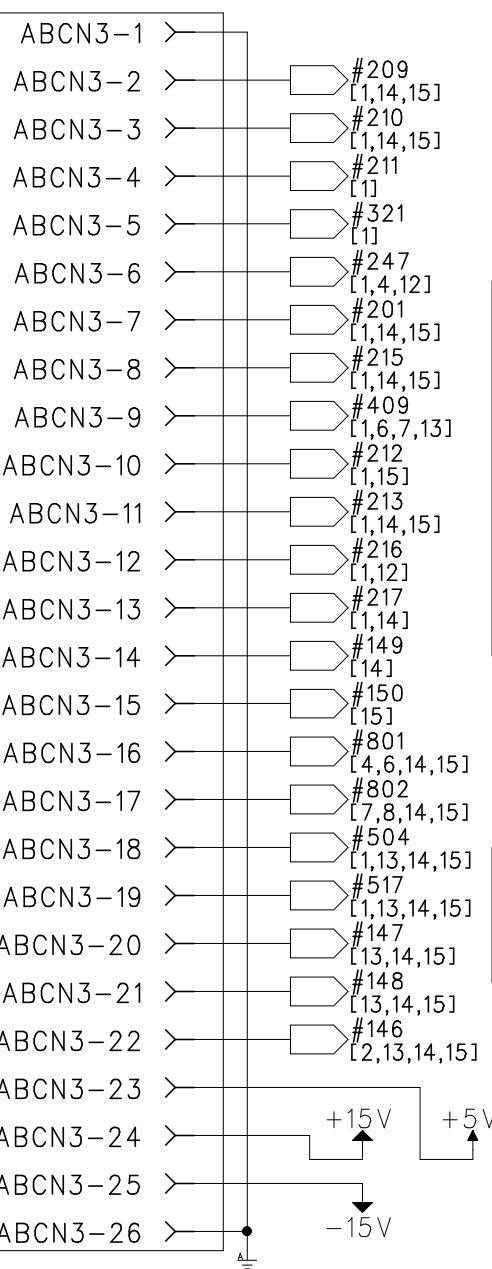 ABCN3-1
ABCN3-2 #209
[1,14,15]
ABCN3-3 #210
[1,14,15]
ABCN3-4 #211
[1]
ABCN3-5 #321
[1]
ABCN3-6 #247
[1,4,12]
ABCN3-7 #201
[1,14,15]
ABCN3-8 #215
[1,14,15]
ABCN3-9 #409
[1,6,7,13]
ABCN3-10 #212
[1,15]
ABCN3-11 #213
[1,14,15]
ABCN3-12 #216
[1,12]
ABCN3-13 #217
[1,14]
ABCN3-14 #149
[14]
ABCN3-15 #150
[15]
ABCN3-16 #801
[4,6,14,15]
ABCN3-17 #802
[7,8,14,15]
ABCN3-18 #504
[1,13,14,15]
ABCN3-19 #517
[1,13,14,15]
ABCN3-20 #147
[13,14,15]
ABCN3-21 #148
[13,14,15]
ABCN3-22 #146
[2,13,14,15]
ABCN3-23
+15V +5V
ABCN3-24
ABCN3-25
-15V
ABCN3-26
A